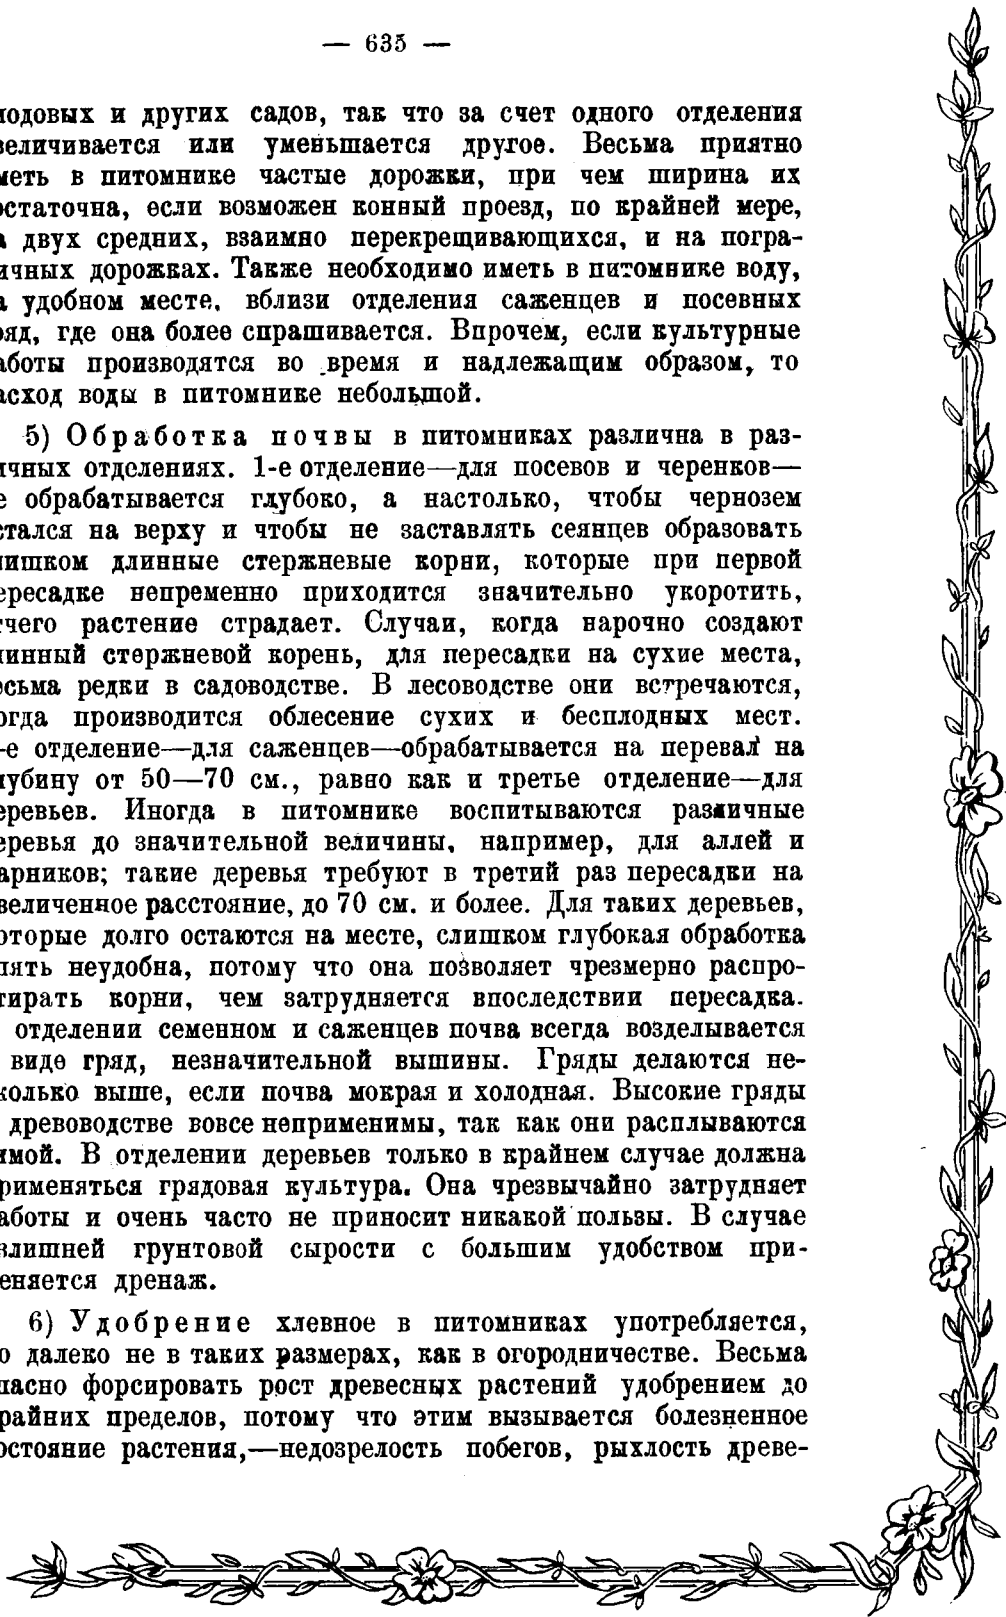 — 635 —
лодовых и других садов, так что за счет одного отделения
величивается или уменьшается другое. Весьма приятно
меть в питомнике частые дорожки, при чем ширина их
остаточна, если возможен конный проезд, по крайней мере,
а двух средних, взаимно перекрещивающихся, и на погра-
ичных дорожках. Также необходимо иметь в питомнике воду,
а удобном месте, вблизи отделения саженцев и посевных
ряд, где она более спрашивается. Впрочем, если культурные
аботы производятся во время и надлежащим образом, то
асход воды в питомнике небольшой.
5) Обработка почвы в питомниках различна в раз-
ичных отделениях. 1-е отделение—для посевов и черенков—
е обрабатывается глубоко, а настолько, чтобы чернозем
стался на верху и чтобы не заставлять сеянцев образовать
лишком длинные стержневые корни, которые при первой
ересадке непременно приходится значительно укоротить,
тчего растение страдает. Случаи, когда нарочно создают
линный стержневой корень, для пересадки на сухие места,
есьма редки в садоводстве. В лесоводстве они встречаются,
огда производится облесение сухих и бесплодных мест.
-е отделение—для саженцев—обрабатывается на перевал на
лубину от 50—70 см., равно как и третье отделение—для
еревьев. Иногда в питомнике воспитываются различные
еревья до значительной величины, например, для аллей и
арников; такие деревья требуют в третий раз пересадки на
величенное расстояние, до 70 см. и более. Для таких деревьев,
оторые долго остаются на месте, слишком глубокая обработка
пять неудобна, потому что она позволяет чрезмерно распро-
тирать корни, чем затрудняется впоследствии пересадка.
отделении семенном и саженцев почва всегда возделывается
виде гряд, незначительной вышины. Гряды делаются не-
колько выше, если почва мокрая и холодная. Высокие гряды
древоводстве вовсе неприменимы, так как они расплываются
имой. В отделении деревьев только в крайнем случае должна
рименяться грядовая культура. Она чрезвычайно затрудняет
аботы и очень часто не приносит никакой пользы. В случае
злишней грунтовой сырости с большим удобством при-
еняется дренаж.
6) Удобрение хлевное в питомниках употребляется,
о далеко не в таких размерах, как в огородничестве. Весьма
пасно форсировать рост древесных растений удобрением до
райних пределов, потому что этим вызывается болезненное
остояние растения,—недозрелость побегов, рыхлость древе-